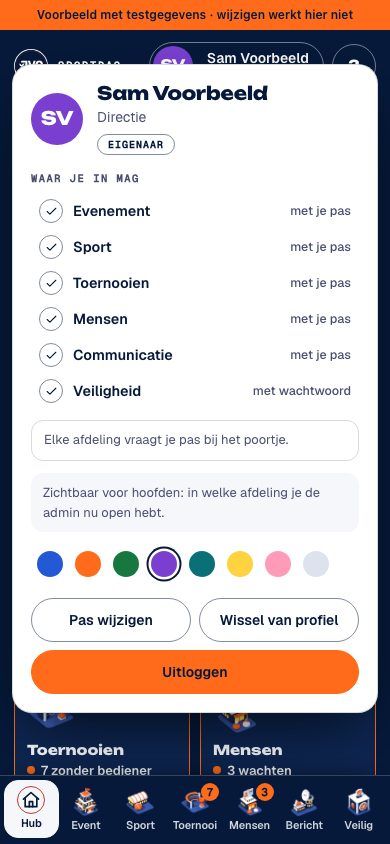 Voorbeeld met testgegevens · wijzigen werkt hier niet
Sam Voorbeeld
SV
Sam Voorbeeld
Directie
EIGENAAR
WAAR JE IN MAG
Evenement met je pas
Sport met je pas
Toernooien met je pas
Mensen met je pas
Communicatie met je pas
Veiligheid met wachtwoord
Elke afdeling vraagt je pas bij het poortje.
Zichtbaar voor hoofden: in welke afdeling je de
admin nu open hebt.
Pas wijzigen Wissel van profiel
Uitloggen
Toernooien Mensen
7 zonder bediener 3 wachten
7 3
Hub Event Sport Toernooi Mensen Bericht Veilig